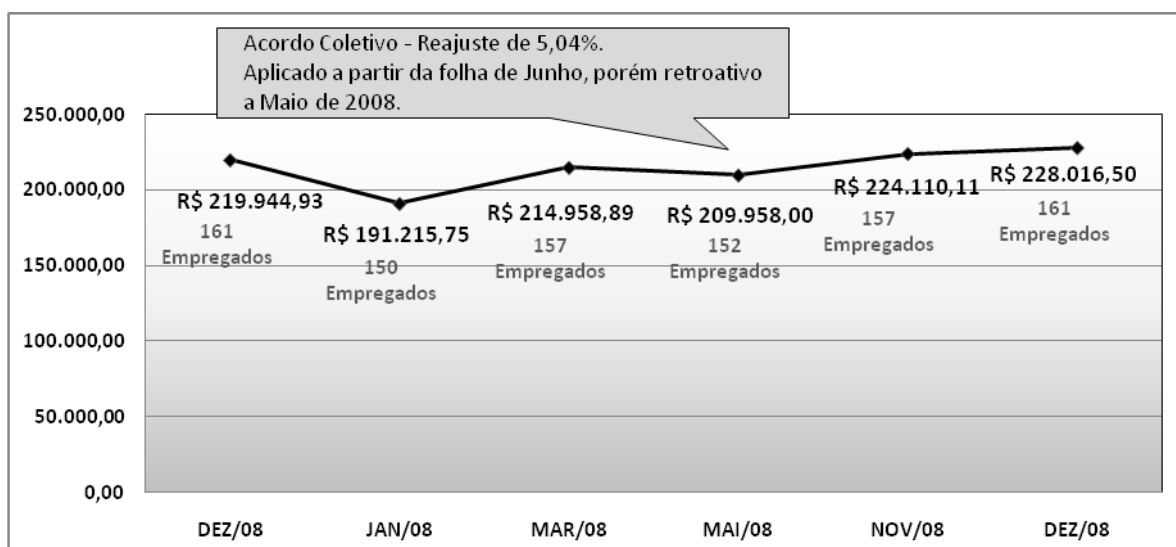 Acordo Coletivo - Reajuste de 5,04%.
Aplicado a partir da folha de Junho, porém retroativo
a Maio de 2008.
250.000,00
200.000,00
150.000,00
100.000,00
50.000,00
0,00
R$ 219.944,93
161
Empregados
R$ 191.215,75
150
Empregados
R$ 214.958,89
157
Empregados
R$ 209.958,00
152
Empregados
R$ 224.110,11
157
Empregados
R$ 228.016,50
161
Empregados
DEZ/08
JAN/08
MAR/08
MAI/08
NOV/08
DEZ/08